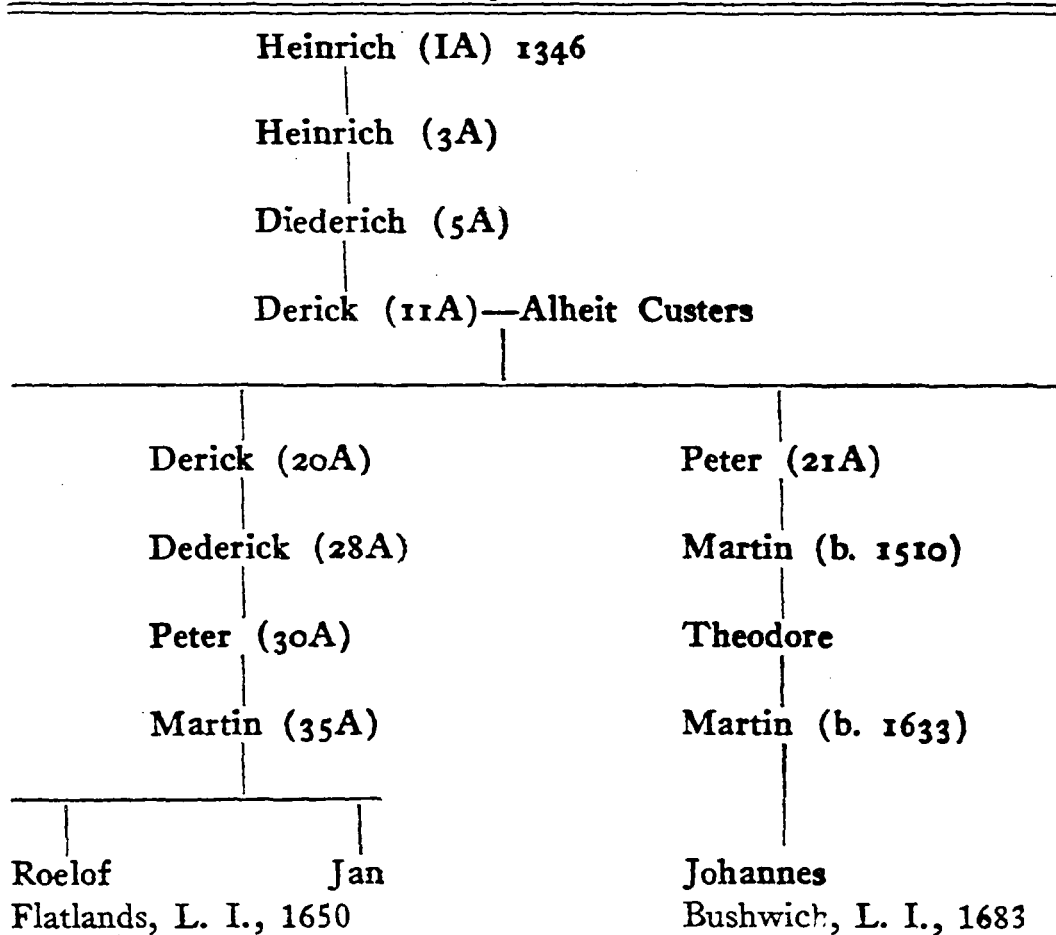 Heinrich (IA) 1346
Heinrich (3A)
Diederich (5A)
Derick (11A)—Alheit Custers
Derick (20A) Peter (21A)
Dederick (28A) Martin (b. 1510)
Peter (30A) Theodore
Martin (35A) Martin (b. 1633)
Roelof Jan Johannes
Flatlands, L. I., 1650 Bushwich, L. I., 1683